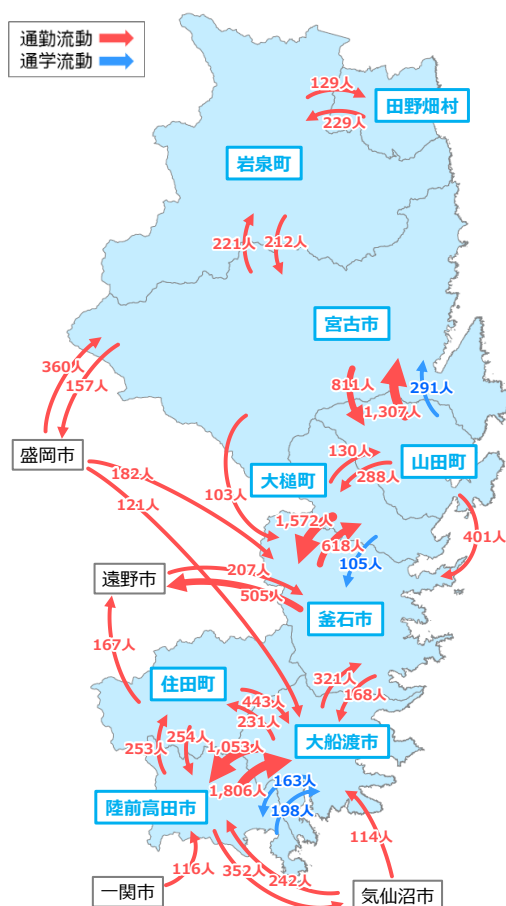 通勤流動
通学流動
129人
田野畑村
229人
岩泉町
221人
212人
宮古市
360人
157人
811人
291人
1,307人
盛岡市
130人
山田町
182人
大槌町
288人
103人
121人
1,572人
401人
618人
207人
105人
遠野市
505人
釜石市
167人
住田町
321人
443人
168人
231人
254人
1,053人
大船渡市
253人
163人
1,806人
陸前高田市
198人
114人
116人
352人
242人
一関市
気仙沼市